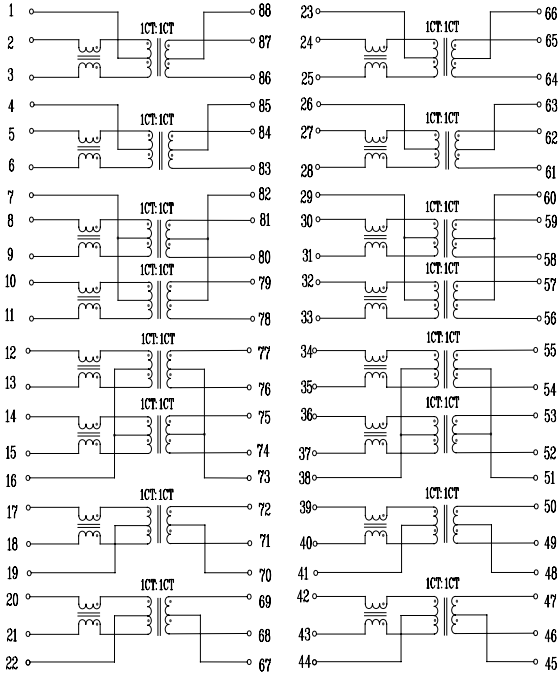 1 88 23 66
1CT:1CT 1CT:1CT
2 87 24 65
3 86 25 64
4 85 26 63
1CT:1CT 1CT:1CT
5 84 27 62
6 83 28 61
7 82 29 60
1CT:1CT 1CT:1CT
8 81 30 59
9 80 31 58
1CT:1CT 1CT:1CT
10 79 32 57
11 78 33 56
1CT:1CT 1CT:1CT
12 77 34 55
13 76 35 54
1CT:1CT 1CT:1CT
14 75 36 53
15 74 37 52
16 73 38 51
1CT:1CT 1CT:1CT
17 72 39 50
18 71 40 49
19 70 41 48
1CT:1CT 1CT:1CT
20 69 42 47
21 68 43 46
22 67 44 45